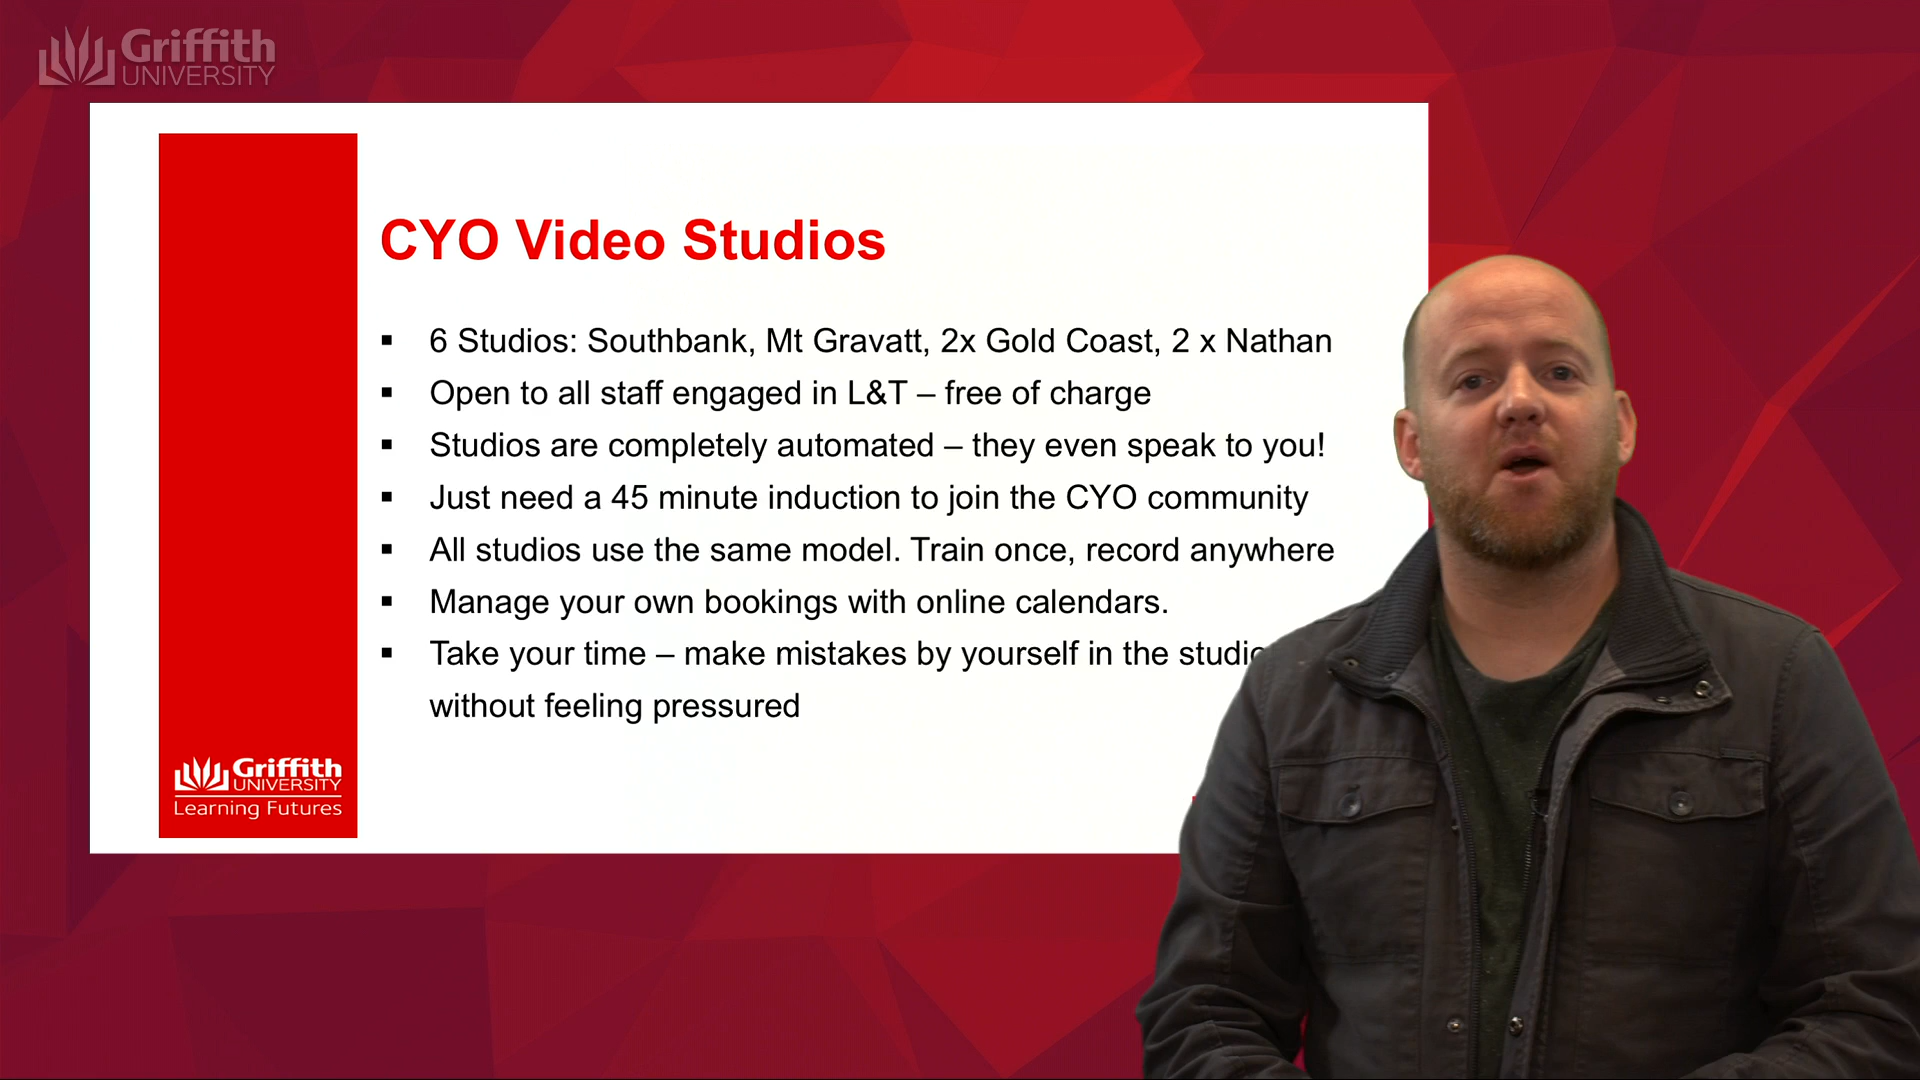 Griffith
UNIVERSITY
CYO Video Studios
▪ 6 Studios: Southbank, Mt Gravatt, 2x Gold Coast, 2 x Nathan
▪ Open to all staff engaged in L&T – free of charge
▪ Studios are completely automated – they even speak to you!
▪ Just need a 45 minute induction to join the CYO community
▪ All studios use the same model. Train once, record anywhere
▪ Manage your own bookings with online calendars.
▪ Take your time – make mistakes by yourself in the studio
without feeling pressured
Griffith
UNIVERSITY
Learning Futures